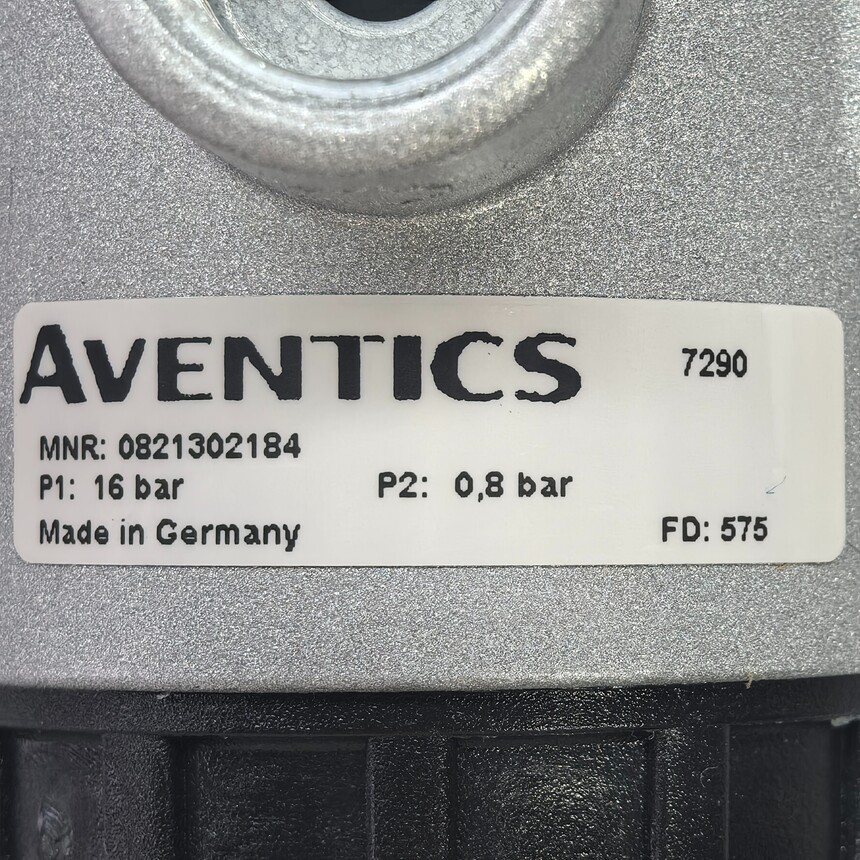 AVENTICS 7290
MNR: 0821302184
P1: 16 bar P2: 0,8 bar
Made in Germany FD: 575